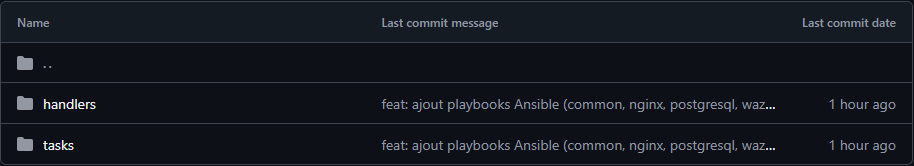 Name Last commit message Last commit date
..
handlers feat: ajout playbooks Ansible (common, nginx, postgresql, waz... 1 hour ago
tasks feat: ajout playbooks Ansible (common, nginx, postgresql, waz... 1 hour ago